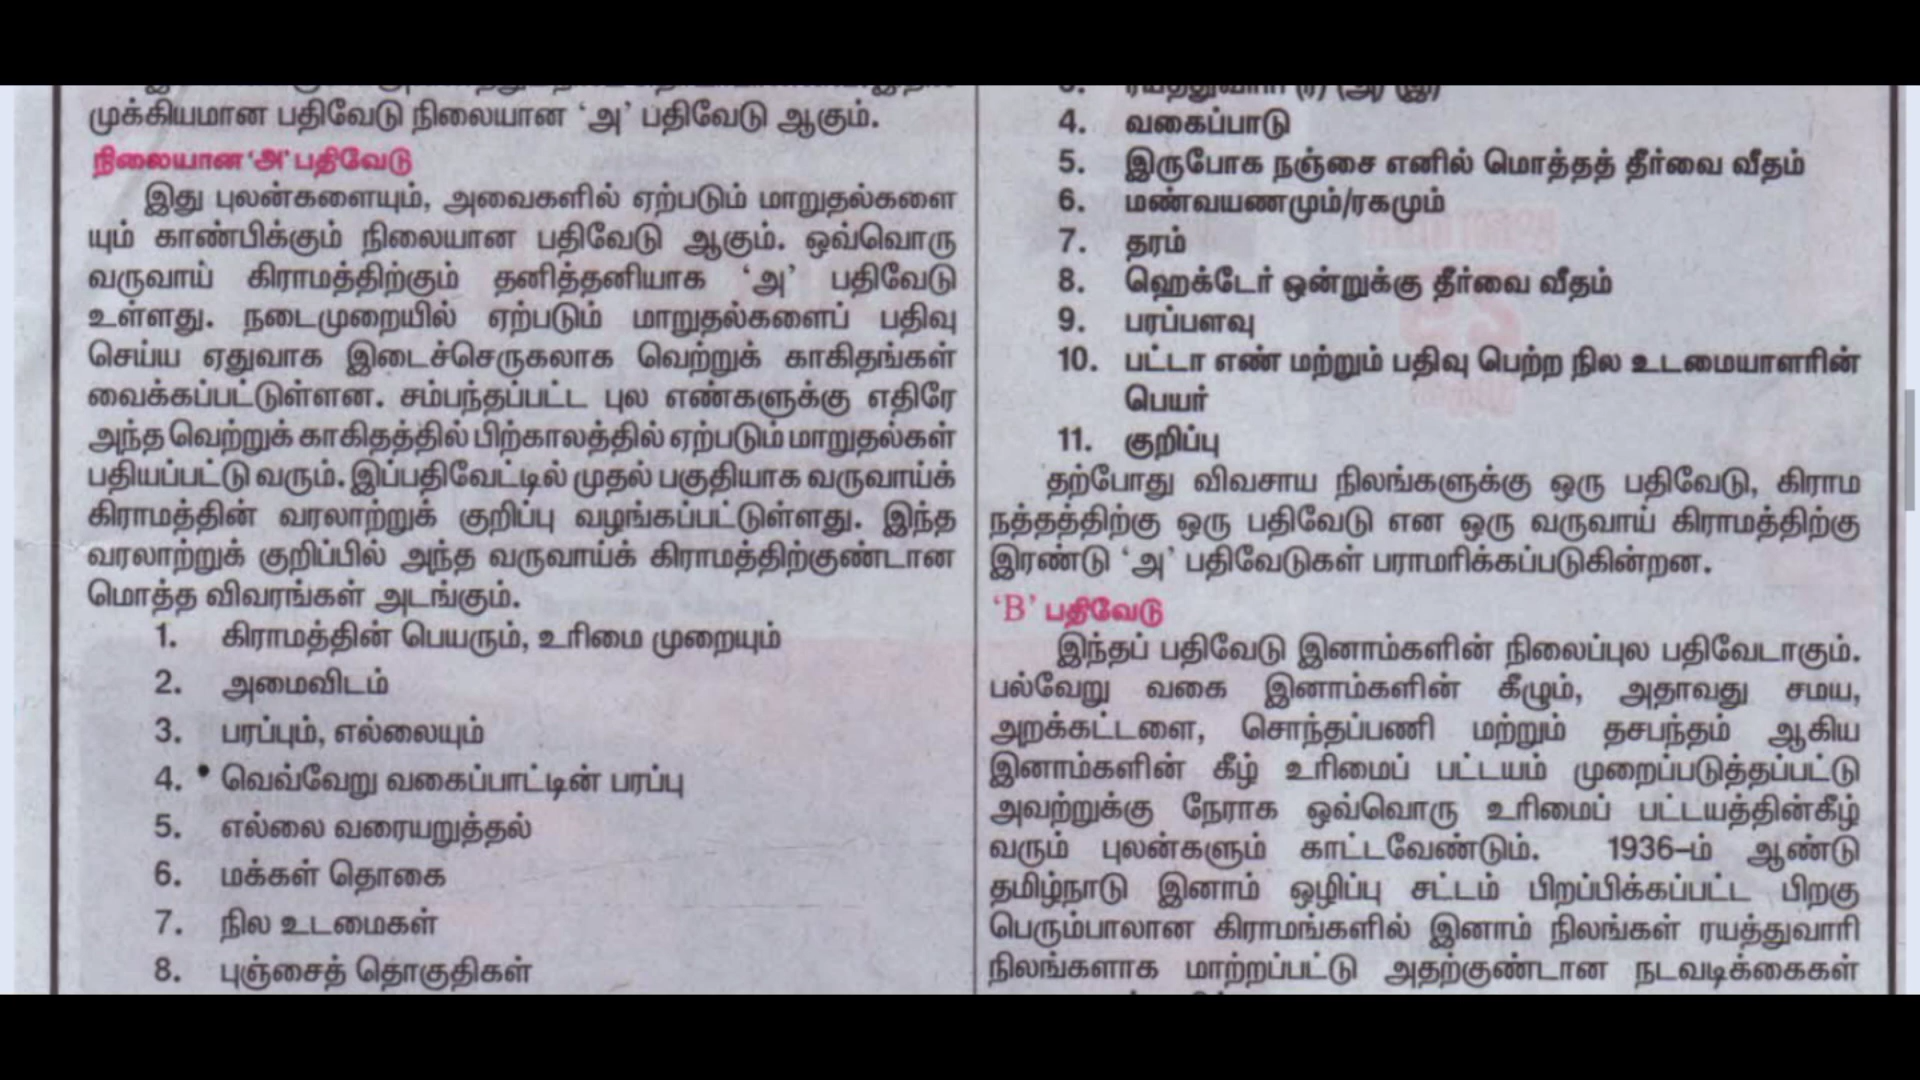 முக்கியமான பதிவேடு நிலையான ‘அ’ பதிவேடு ஆகும்.
நிலையான ‘அ’ பதிவேடு
இது புலன்களையும், அவைகளில் ஏற்படும் மாறுதல்களை
யும் காண்பிக்கும் நிலையான பதிவேடு ஆகும். ஒவ்வொரு
வருவாய் கிராமத்திற்கும் தனித்தனியாக ‘அ’ பதிவேடு
உள்ளது. நடைமுறையில் ஏற்படும் மாறுதல்களைப் பதிவு
செய்ய ஏதுவாக இடைச்செருகலாக வெற்றுக் காகிதங்கள்
வைக்கப்பட்டுள்ளன. சம்பந்தப்பட்ட புல எண்களுக்கு எதிரே
அந்த வெற்றுக் காகிதத்தில் பிற்காலத்தில் ஏற்படும் மாறுதல்கள்
பதியப்பட்டு வரும். இப்பதிவேட்டில் முதல் பகுதியாக வருவாய்க்
கிராமத்தின் வரலாற்றுக் குறிப்பு வழங்கப்பட்டுள்ளது. இந்த
வரலாற்றுக் குறிப்பில் அந்த வருவாய்க் கிராமத்திற்குண்டான
மொத்த விவரங்கள் அடங்கும்.
1. கிராமத்தின் பெயரும், உரிமை முறையும்
2. அமைவிடம்
3. பரப்பும், எல்லையும்
4. வெவ்வேறு வகைப்பாட்டின் பரப்பு
5. எல்லை வரையறுத்தல்
6. மக்கள் தொகை
7. நில உடமைகள்
8. புஞ்சைத் தொகுதிகள்
4. வகைப்பாடு
5. இருபோக நஞ்சை எனில் மொத்தத் தீர்வை வீதம்
6. மண்வயணமும்/ரகமும்
7. தரம்
8. ஹெக்டேர் ஒன்றுக்கு தீர்வை வீதம்
9. பரப்பளவு
10. பட்டா எண் மற்றும் பதிவு பெற்ற நில உடமையாளரின்
பெயர்
11. குறிப்பு
தற்போது விவசாய நிலங்களுக்கு ஒரு பதிவேடு, கிராம
நத்தத்திற்கு ஒரு பதிவேடு என ஒரு வருவாய் கிராமத்திற்கு
இரண்டு ‘அ’ பதிவேடுகள் பராமரிக்கப்படுகின்றன.
‘B’ பதிவேடு
இந்தப் பதிவேடு இனாம்களின் நிலைப்புல பதிவேடாகும்.
பல்வேறு வகை இனாம்களின் கீழும், அதாவது சமய,
அறக்கட்டளை, சொந்தப்பணி மற்றும் தசபந்தம் ஆகிய
இனாம்களின் கீழ் உரிமைப் பட்டயம் முறைப்படுத்தப்பட்டு
அவற்றுக்கு நேராக ஒவ்வொரு உரிமைப் பட்டயத்தின்கீழ்
வரும் புலன்களும் காட்டவேண்டும். 1936–ம் ஆண்டு
தமிழ்நாடு இனாம் ஒழிப்பு சட்டம் பிறப்பிக்கப்பட்ட பிறகு
பெரும்பாலான கிராமங்களில் இனாம் நிலங்கள் ரயத்துவாரி
நிலங்களாக மாற்றப்பட்டு அதற்குண்டான நடவடிக்கைகள்